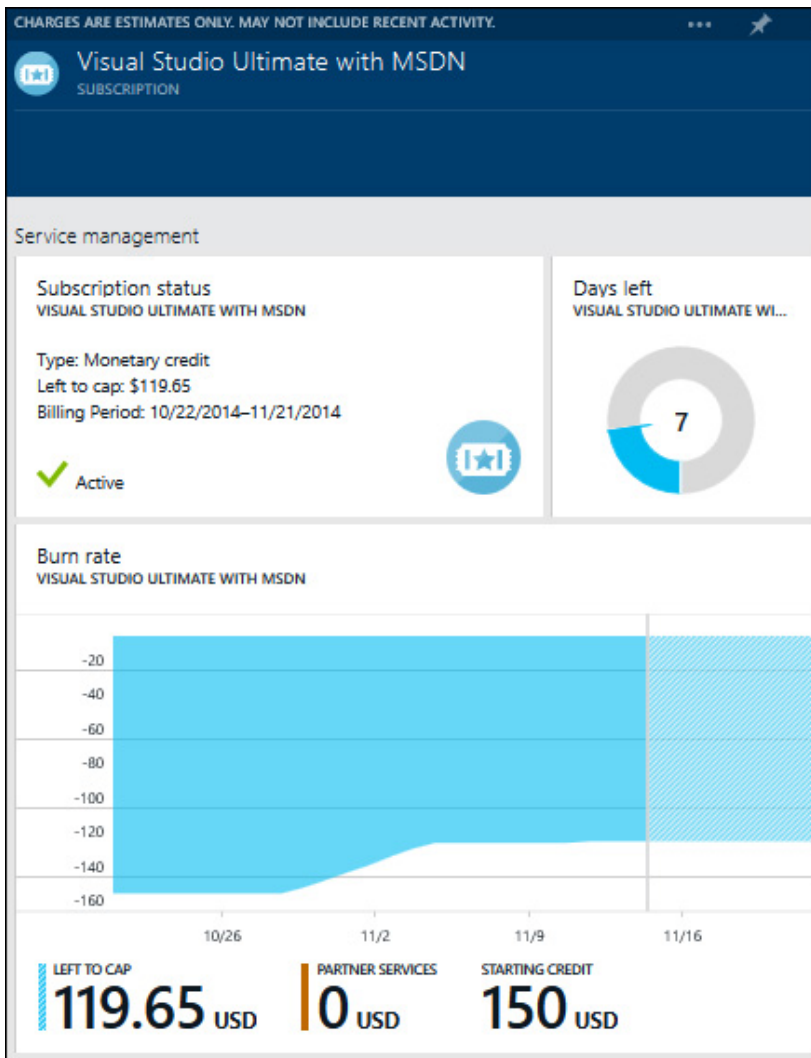 CHARGES ARE ESTIMATES ONLY. MAY NOT INCLUDE RECENT ACTIVITY.
Visual Studio Ultimate with MSDN
SUBSCRIPTION
Service management
Subscription status
VISUAL STUDIO ULTIMATE WITH MSDN
Type: Monetary credit
Left to cap: $119.65
Billing Period: 10/22/2014–11/21/2014
Active
Days left
VISUAL STUDIO ULTIMATE WI...
7
Burn rate
VISUAL STUDIO ULTIMATE WITH MSDN
-20
-40
-60
-80
-100
-120
-140
-160
10/26 11/2 11/9 11/16
LEFT TO CAP
119.65 USD
PARTNER SERVICES
0 USD
STARTING CREDIT
150 USD